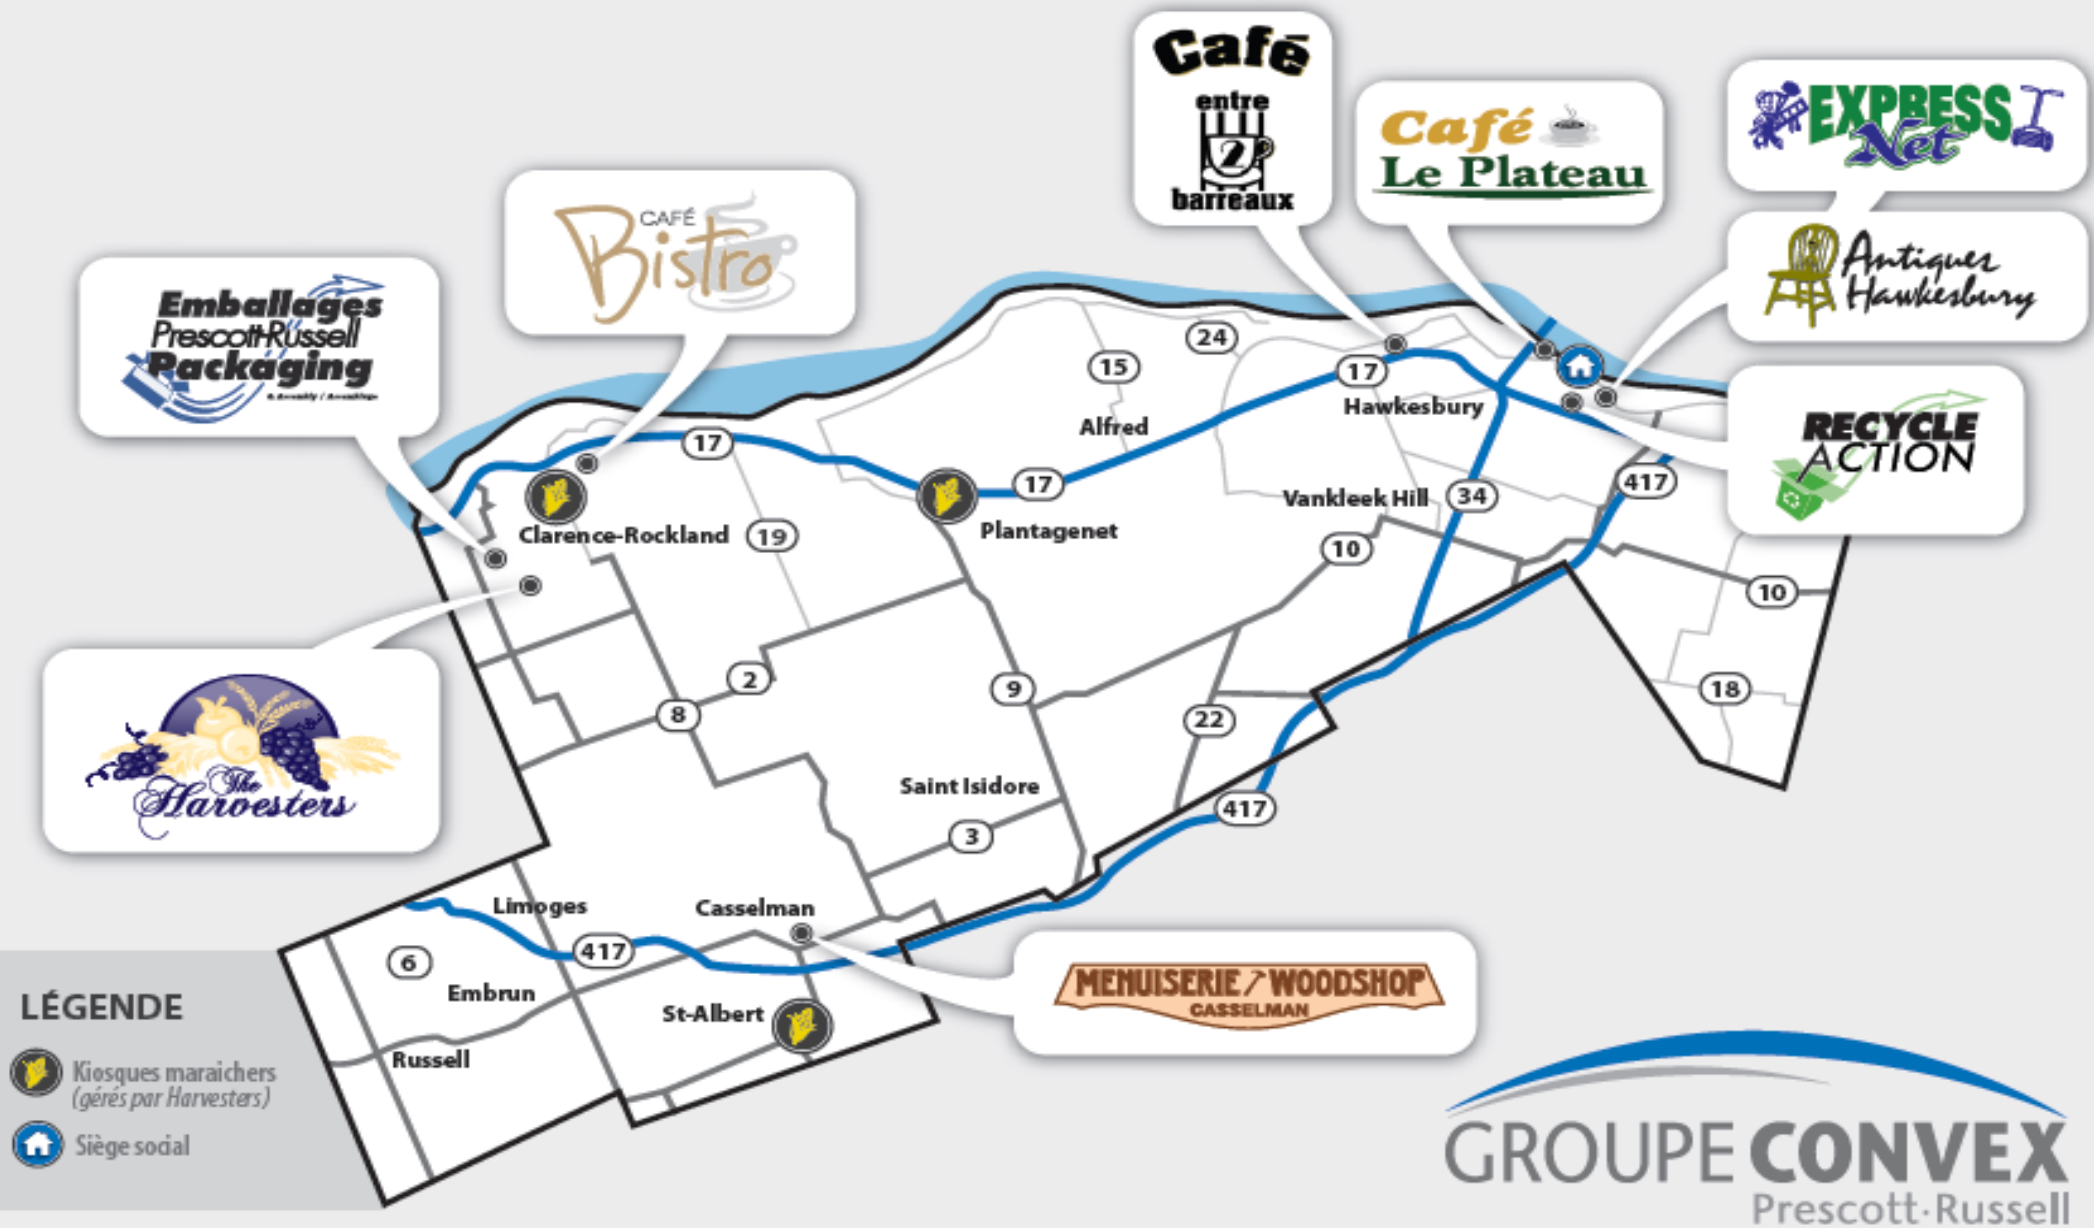 Café
entre
2
barreaux
Café
Le Plateau
EXPRESS
Net
Antiques
Hawkesbury
CAFÉ
Bistro
Emballages
Prescott-Russell
Packaging
& Assembly / Assemblage
RECYCLE
ACTION
The
Harvesters
24
15
17
Hawkesbury
Alfred
17
17
417
34
Vankleek Hill
Clarence-Rockland
19
Plantagenet
10
10
2
9
18
8
22
Saint Isidore
417
3
Limoges
Casselman
417
6
Embrun
St-Albert
Russell
MENUISERIE / WOODSHOP
CASSELMAN
LÉGENDE
Kiosques maraichers
(gérés par Harvesters)
Siège social
GROUPE CONVEX
Prescott·Russell